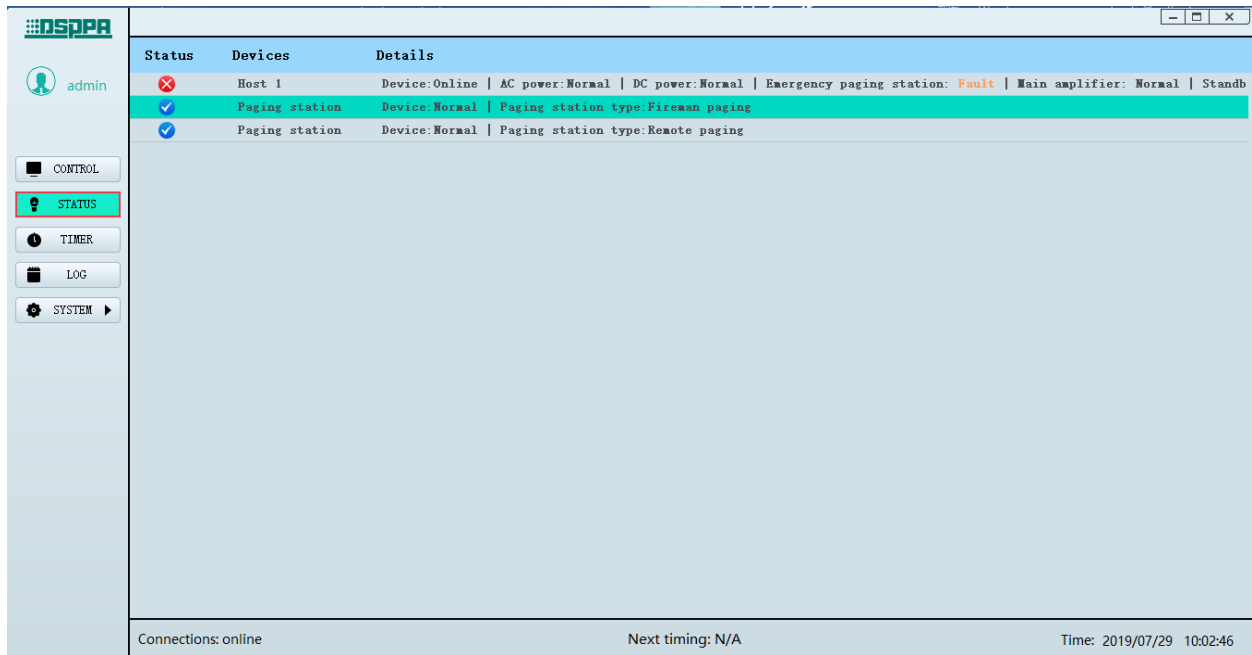 DSPPA
admin
CONTROL
STATUS
TIMER
LOG
SYSTEM
Status Devices Details
Host 1 Device:Online | AC power:Normal | DC power:Normal | Emergency paging station: Fault | Main amplifier: Normal | Standb
Paging station Device:Normal | Paging station type:Fireman paging
Paging station Device:Normal | Paging station type:Remote paging
Connections: online Next timing: N/A Time: 2019/07/29 10:02:46